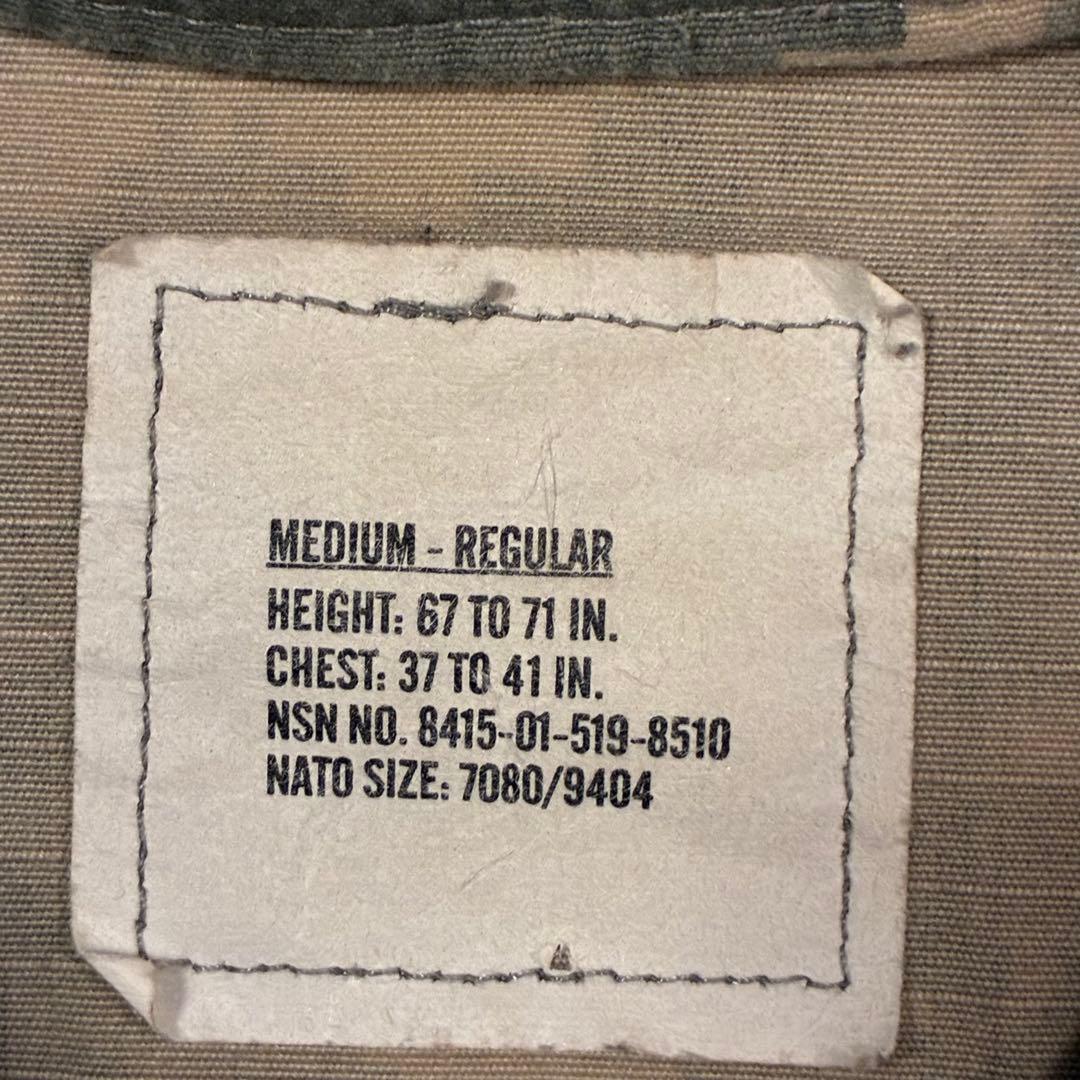 MEDIUM - REGULAR
HEIGHT: 67 TO 71 IN.
CHEST: 37 TO 41 IN.
NSN NO. 8415-01-519-8510
NATO SIZE: 7080/9404